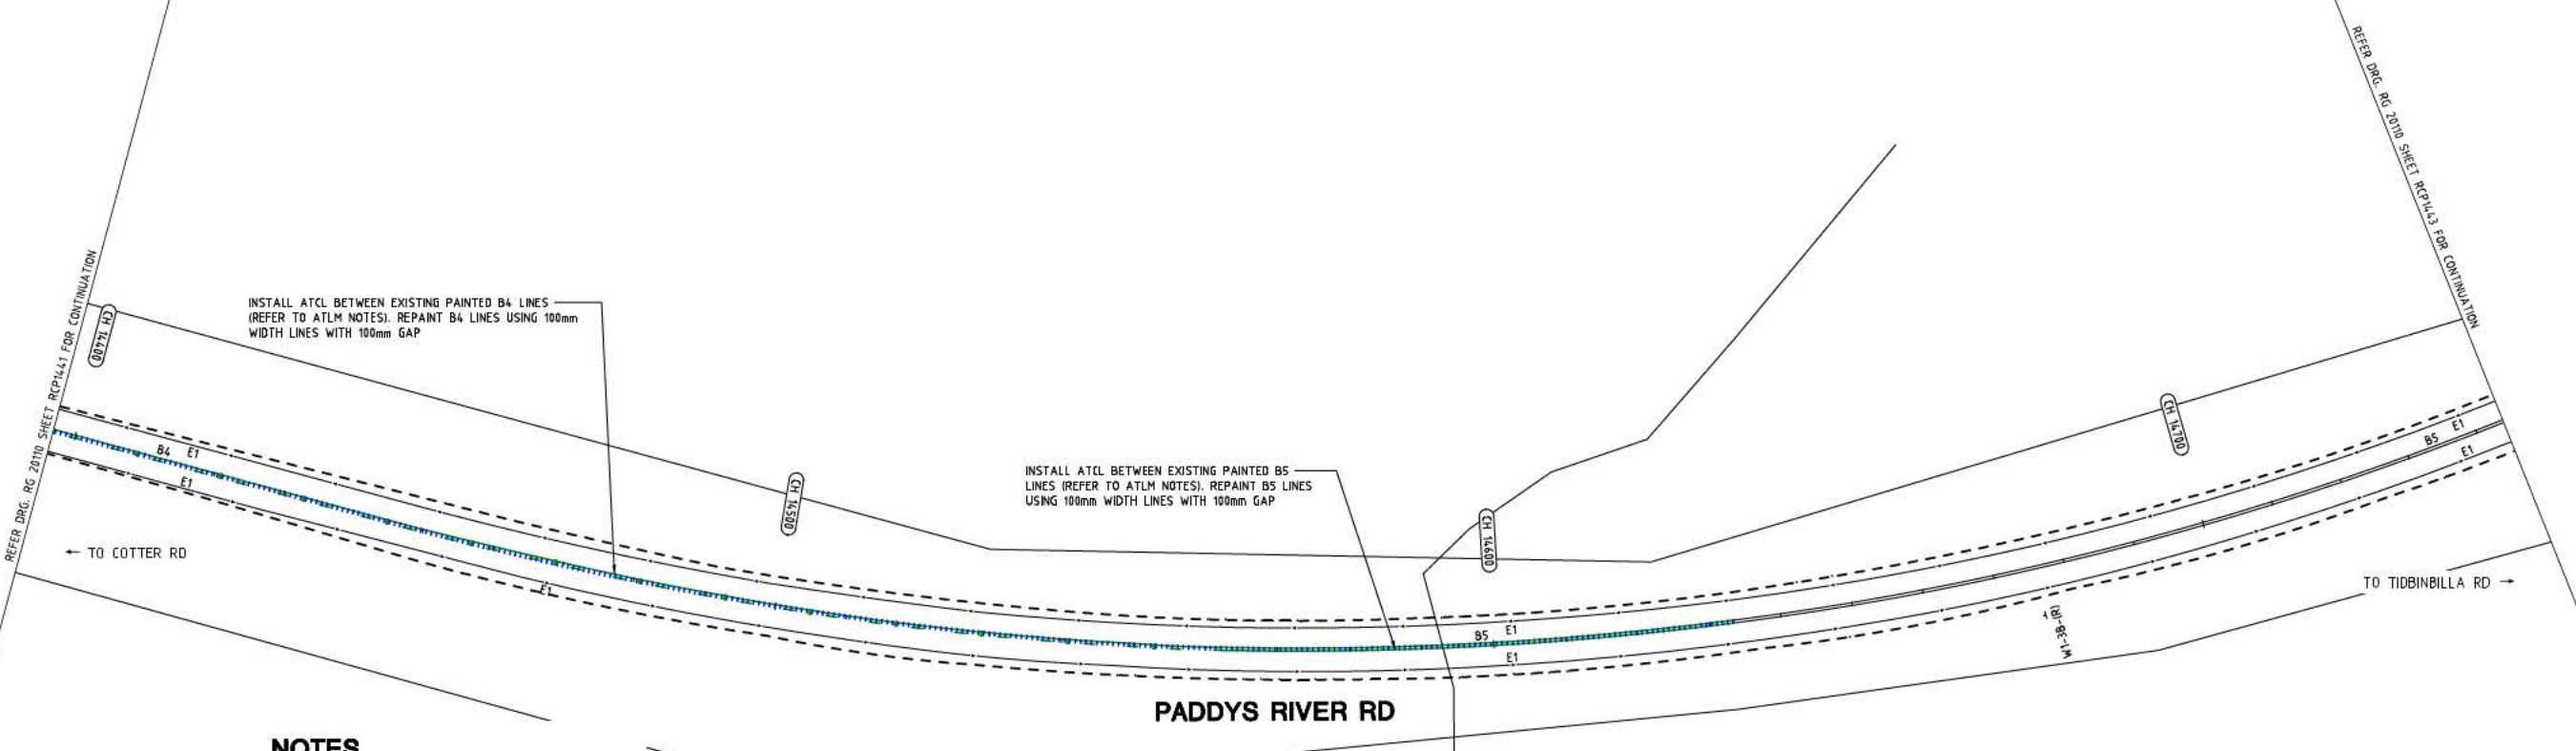 REFER DRG. RG 20110 SHEET RCP1441 FOR CONTINUATION
REFER DRG. RG 20110 SHEET RCP1443 FOR CONTINUATION
CH 14400
INSTALL ATCL BETWEEN EXISTING PAINTED B4 LINES
(REFER TO ATLM NOTES). REPAINT B4 LINES USING 100mm
WIDTH LINES WITH 100mm GAP
CH 14700
B4
E1
E1
INSTALL ATCL BETWEEN EXISTING PAINTED B5
LINES (REFER TO ATLM NOTES). REPAINT B5 LINES
USING 100mm WIDTH LINES WITH 100mm GAP
CH 14500
CH 14600
B5
E1
E1
← TO COTTER RD
TO TIDBINBILLA RD →
E1
B5
E1
E1
W1-3B(R)
PADDYS RIVER RD
NOTES